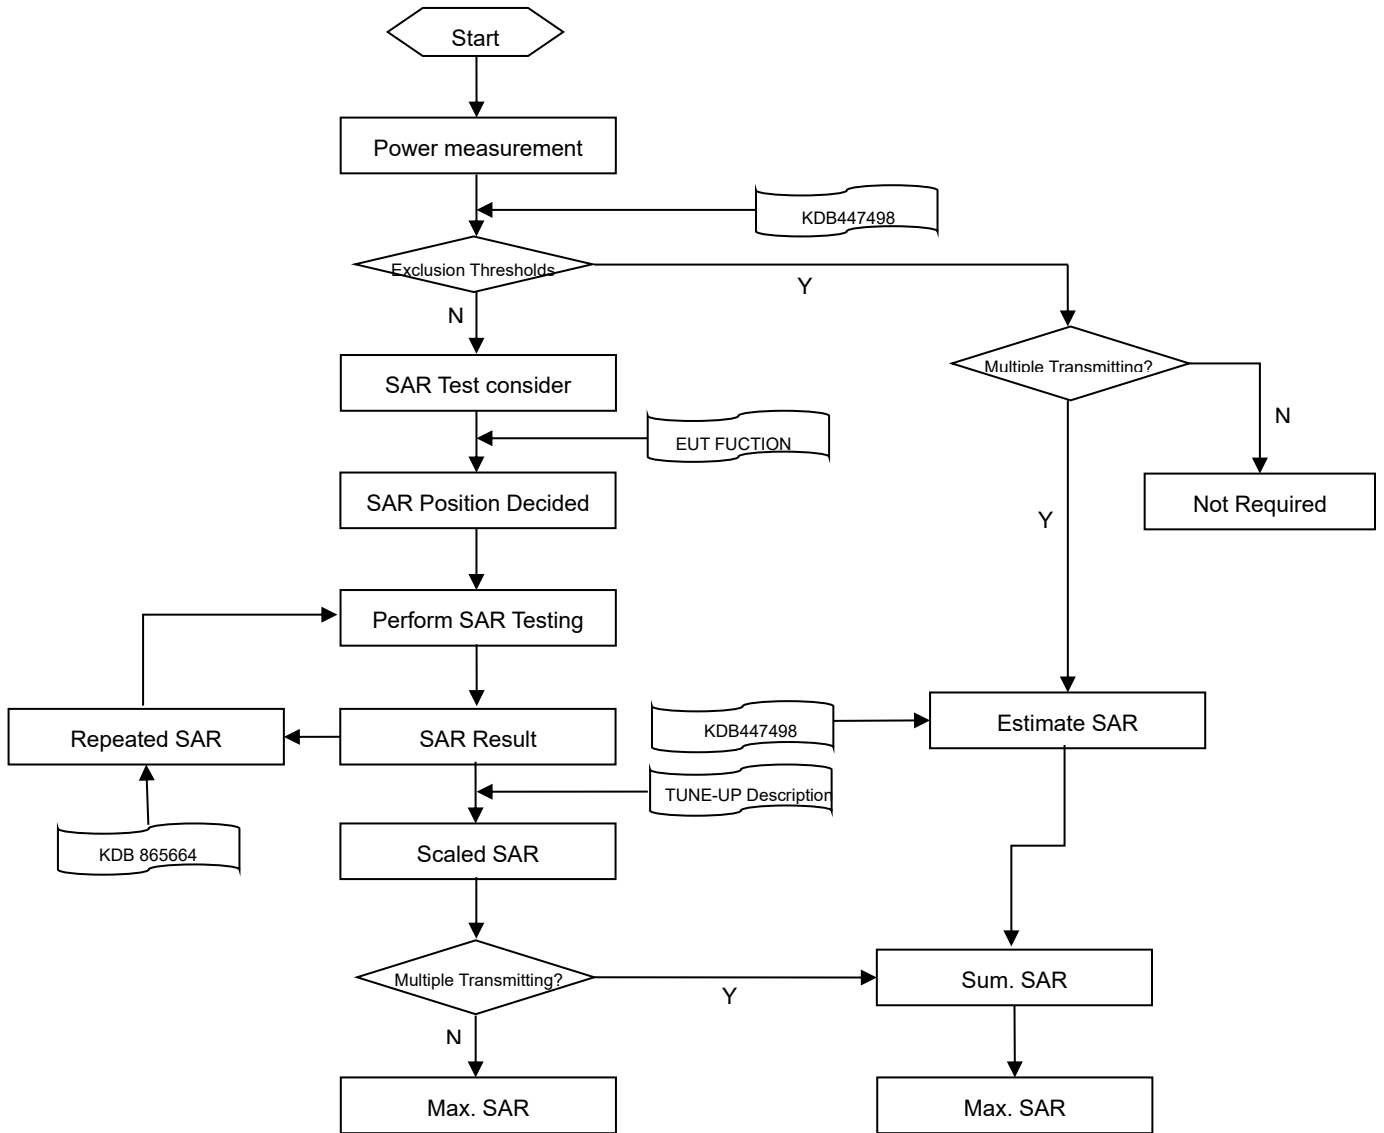 Start
Power measurement
KDB447498
Exclusion Thresholds
Y
N
Multiple Transmitting?
SAR Test consider
N
EUT FUCTION
SAR Position Decided
Not Required
Y
Perform SAR Testing
Repeated SAR
SAR Result
KDB447498
Estimate SAR
TUNE-UP Description
KDB 865664
Scaled SAR
Multiple Transmitting?
Y
Sum. SAR
N
Max. SAR
Max. SAR